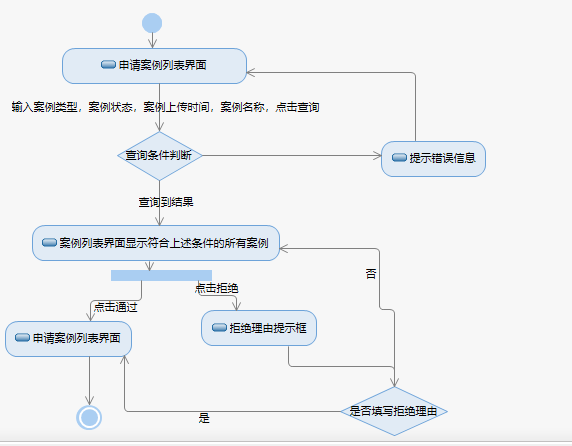 申请案例列表界面
输入案例类型，案例状态，案例上传时间，案例名称，点击查询
查询条件判断
提示错误信息
查询到结果
案例列表界面显示符合上述条件的所有案例
否
点击拒绝
点击通过
拒绝理由提示框
申请案例列表界面
是否填写拒绝理由
是